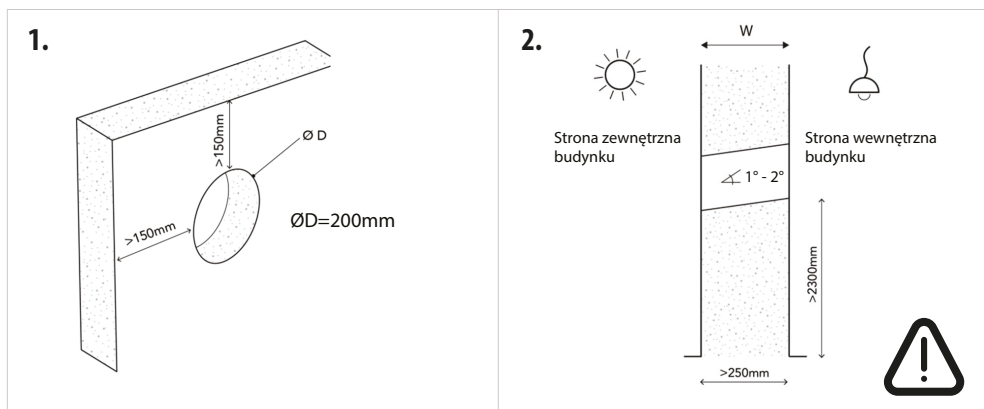 1.
>150mm
Ø D
>150mm
ØD=200mm
2.
W
Strona zewnętrzna
budynku
Strona wewnętrzna
budynku
1° - 2°
>2300mm
>250mm